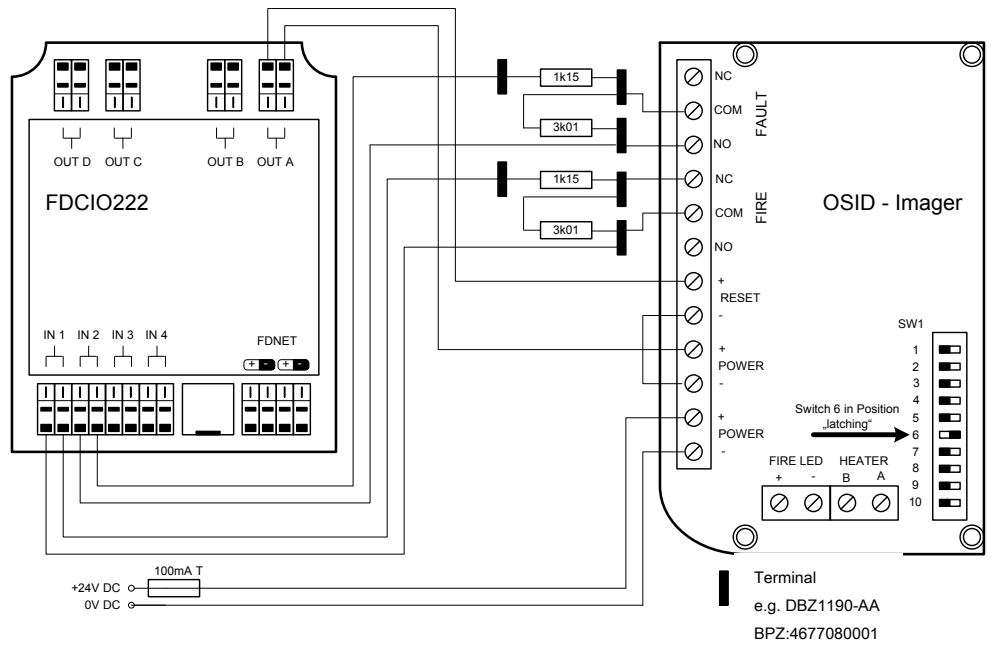 OUT D OUT C OUT B OUT A
FDCIO222
IN 1 IN 2 IN 3 IN 4
FDNET
+ - + -
1k15
3k01
1k15
3k01
NC
COM
NO
FAULT
NC
COM
NO
FIRE
+
RESET
-
+
POWER
-
+
POWER
-
OSID - Imager
SW1
1
2
3
4
5
6
7
8
9
10
Switch 6 in Position
„latching“
FIRE LED HEATER
+ - B A
100mA T
+24V DC
0V DC
Terminal
e.g. DBZ1190-AA
BPZ:4677080001